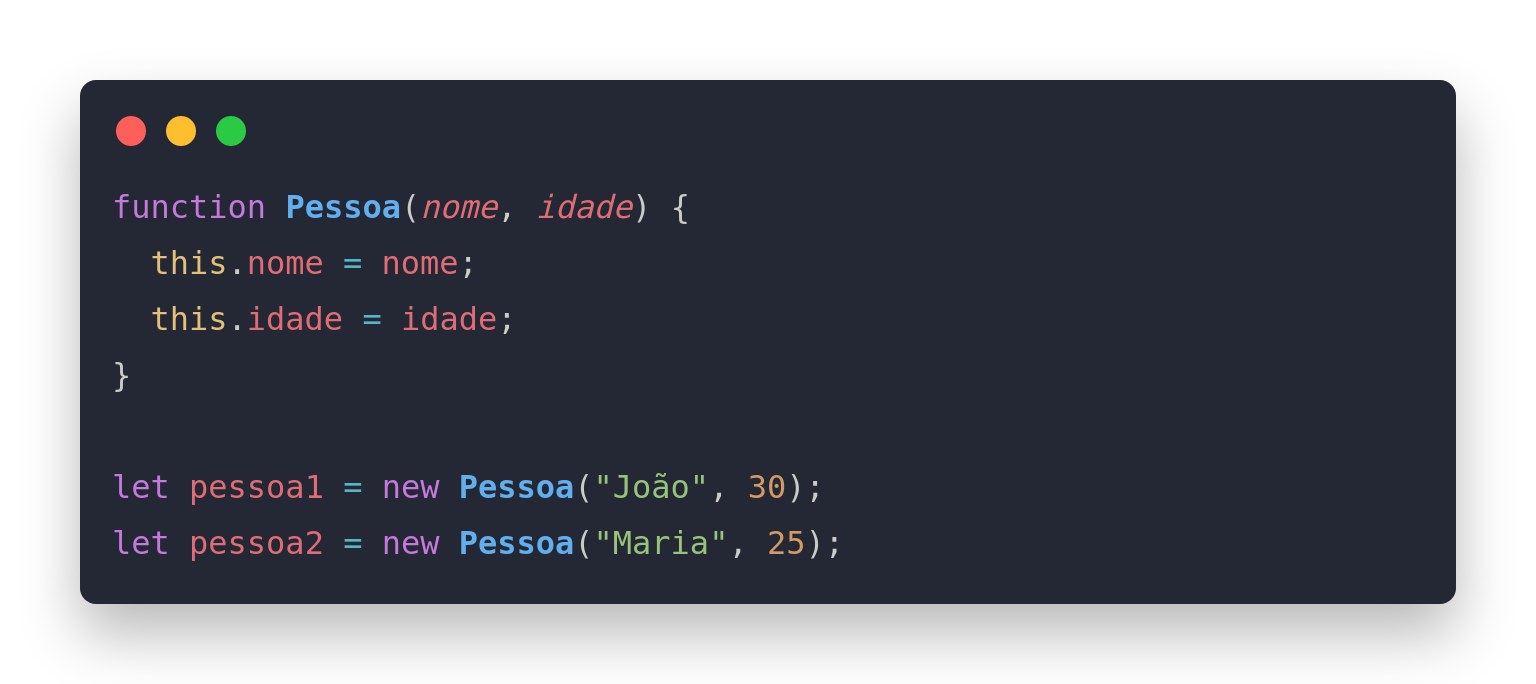 function Pessoa(nome, idade) {
  this.nome = nome;
  this.idade = idade;
}

let pessoa1 = new Pessoa("João", 30);
let pessoa2 = new Pessoa("Maria", 25);